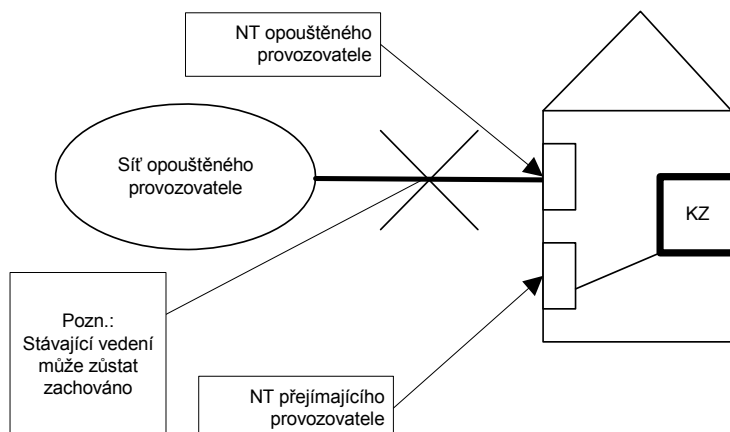 NT opouštěného
provozovatele
Síť opouštěného
provozovatele
KZ
Pozn.:
Stávající vedení
může zůstat
zachováno
NT přejímajícího
provozovatele